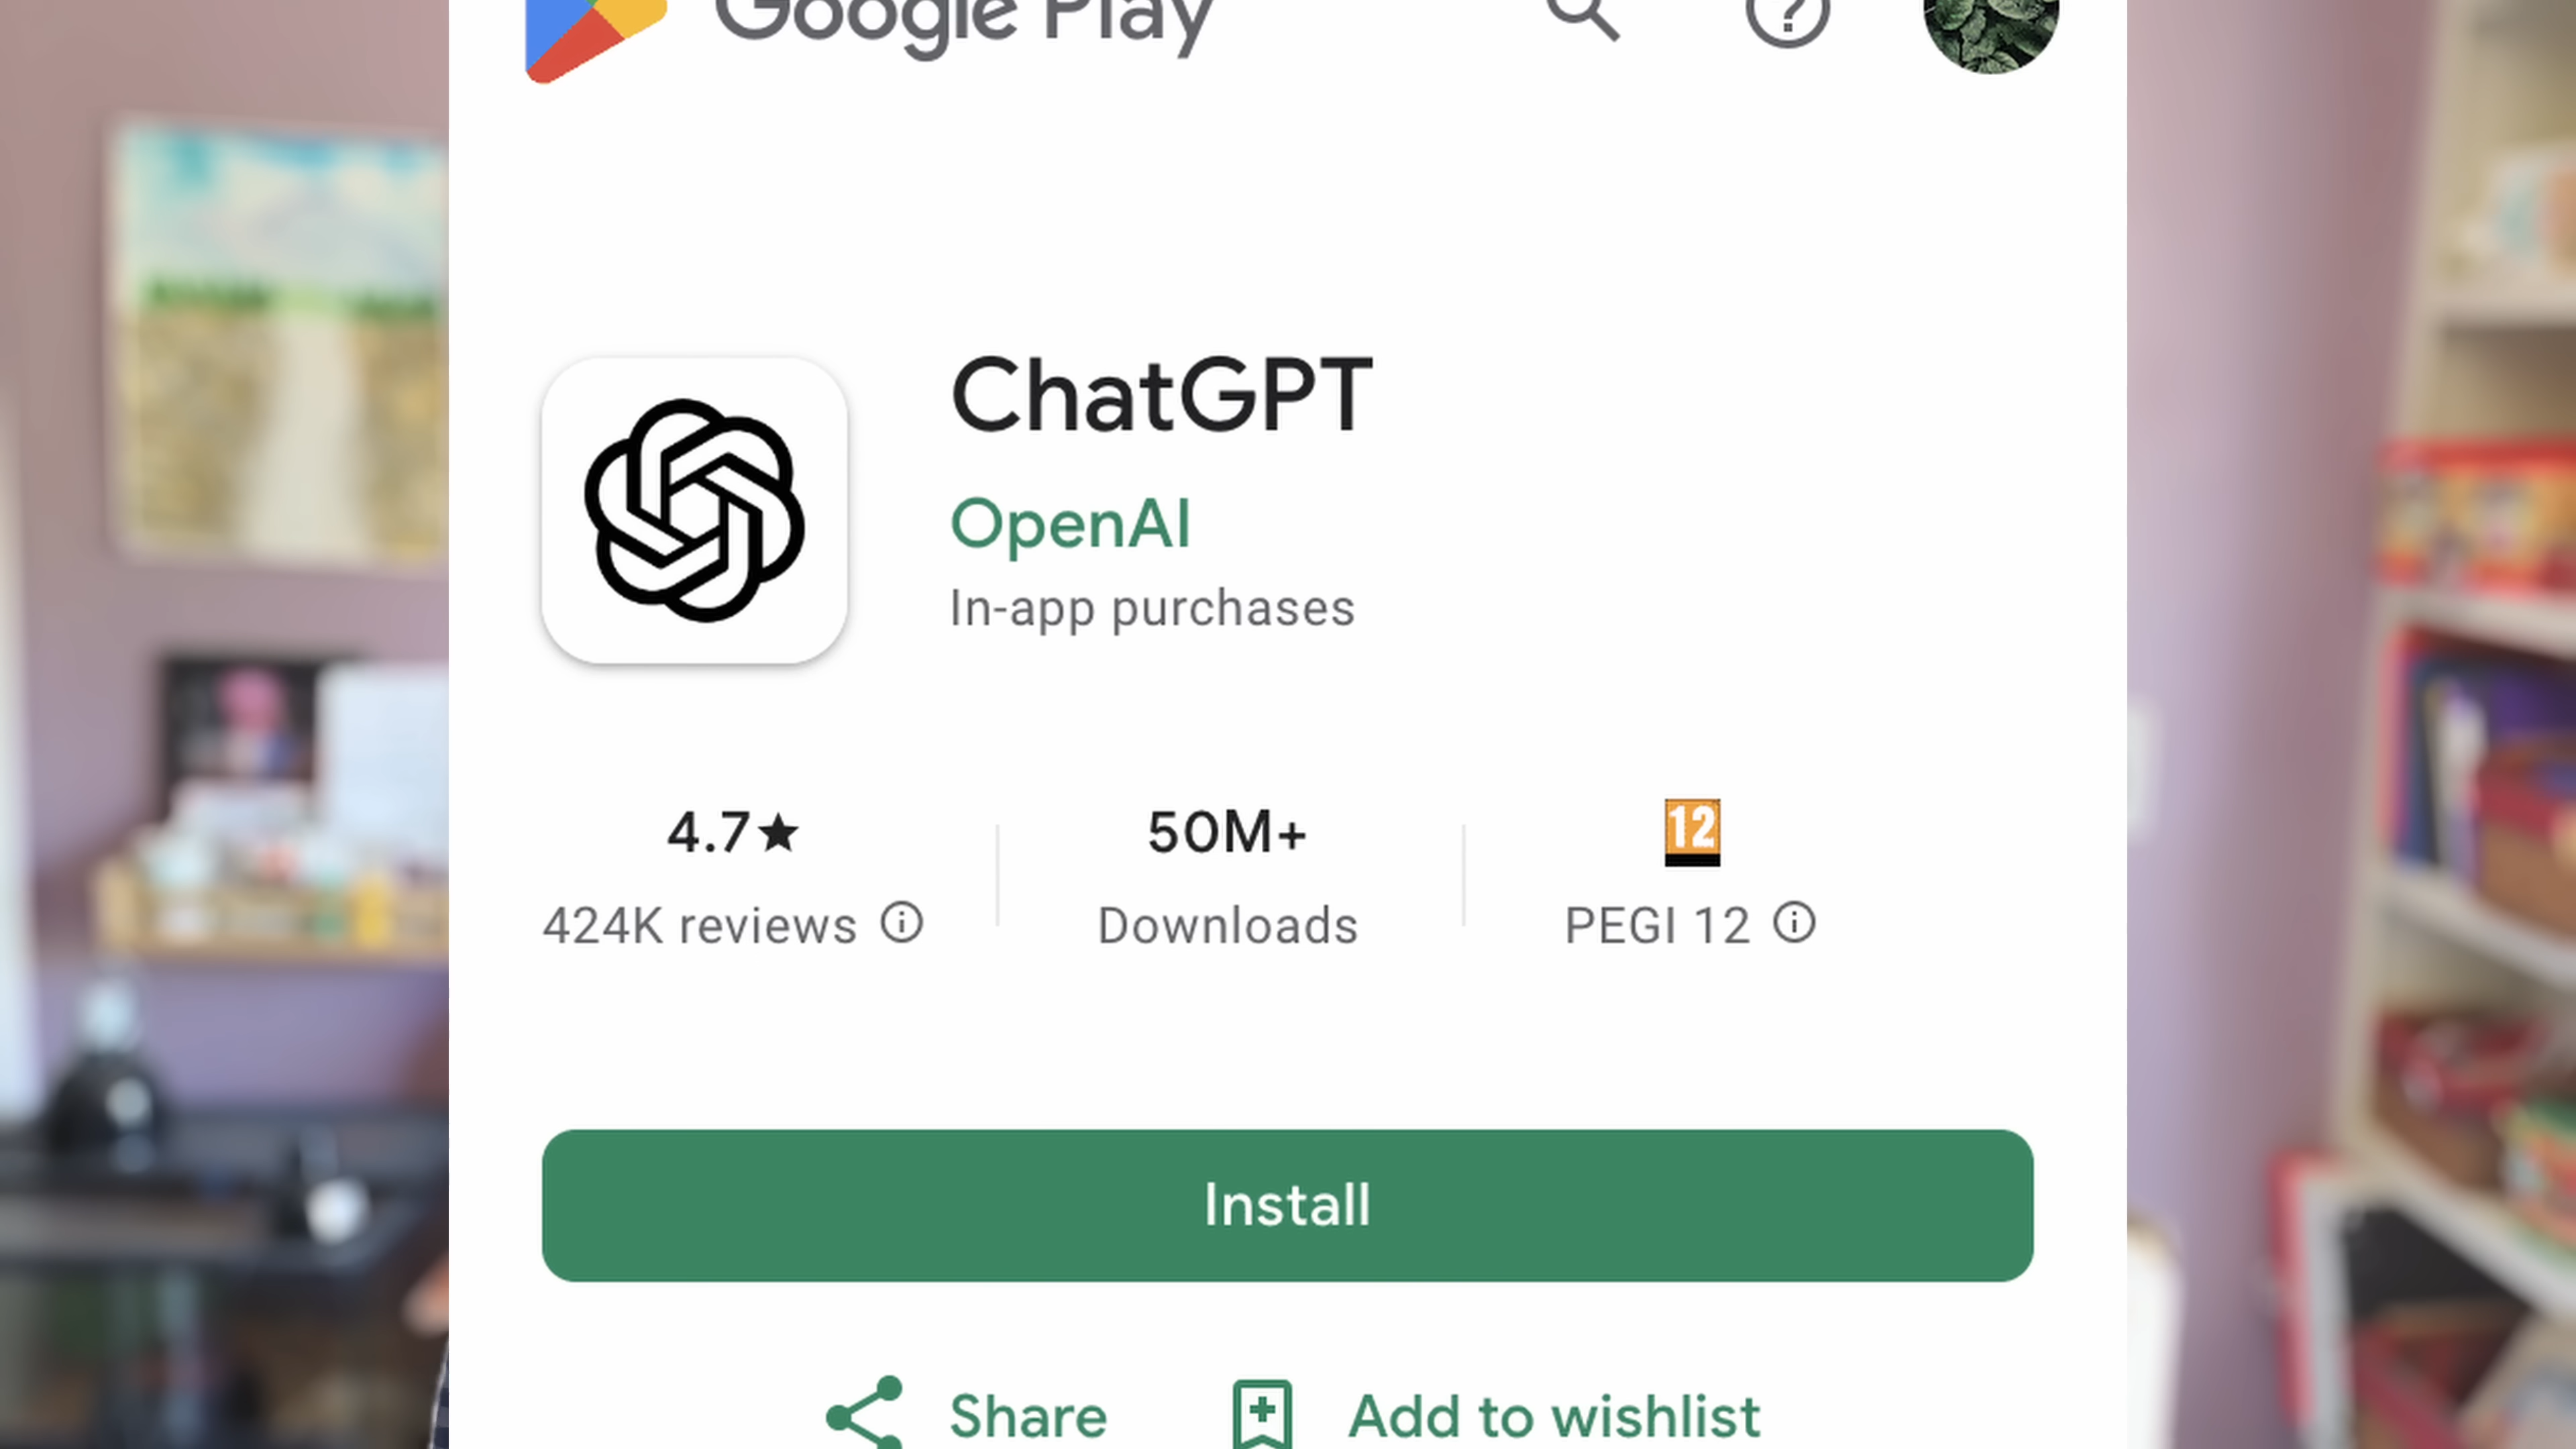 Google Play
ChatGPT
OpenAI
In-app purchases
4.7★
424K reviews
50M+
Downloads
12
PEGI 12
Install
Share
Add to wishlist